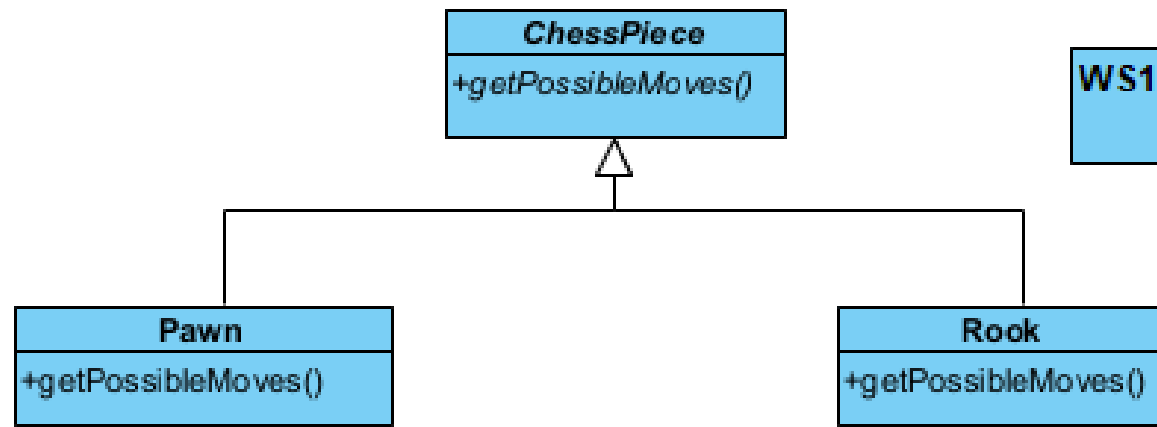 ChessPiece
+getPossibleMoves()
WS1
Pawn
+getPossibleMoves()
Rook
+getPossibleMoves()